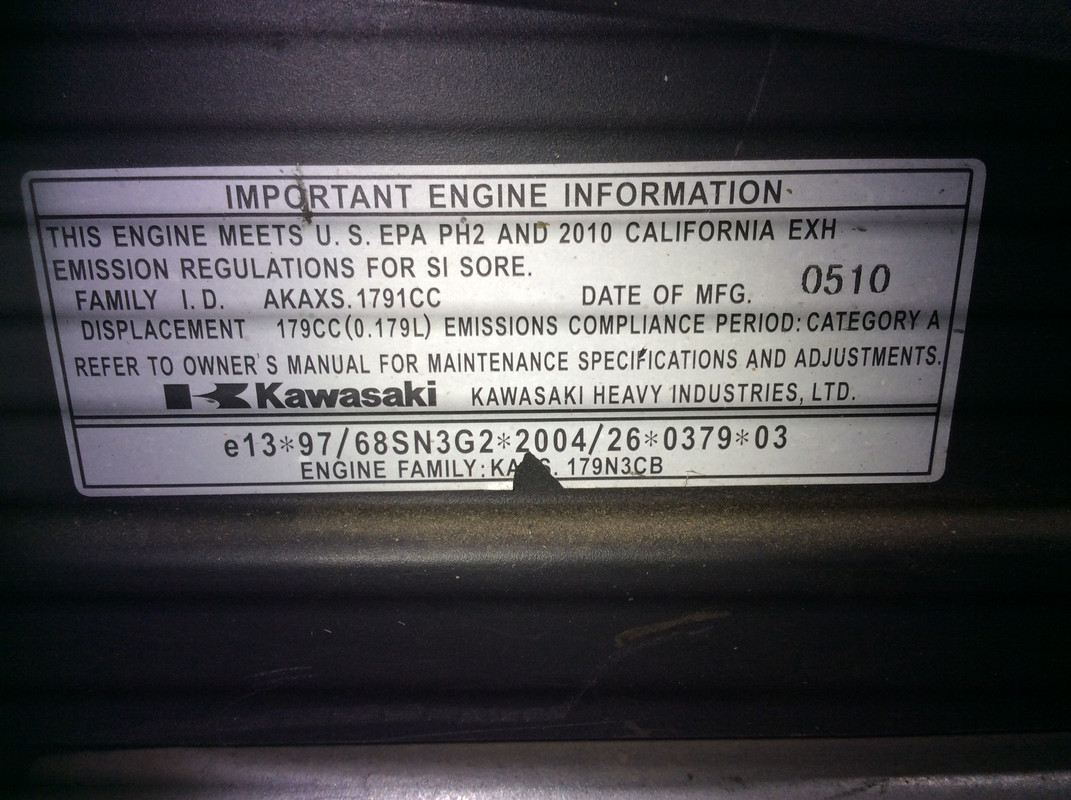 IMPORTANT ENGINE INFORMATION
THIS ENGINE MEETS U. S. EPA PH2 AND 2010 CALIFORNIA EXH
EMISSION REGULATIONS FOR SI SORE.
FAMILY I. D. AKAXS. 1791CC DATE OF MFG. 0510
DISPLACEMENT 179CC(0.179L) EMISSIONS COMPLIANCE PERIOD: CATEGORY A
REFER TO OWNER'S MANUAL FOR MAINTENANCE SPECIFICATIONS AND ADJUSTMENTS.
Kawasaki KAWASAKI HEAVY INDUSTRIES, LTD.
e13*97/68SN3G2*2004/26*0379*03
ENGINE FAMILY: 179N3CB